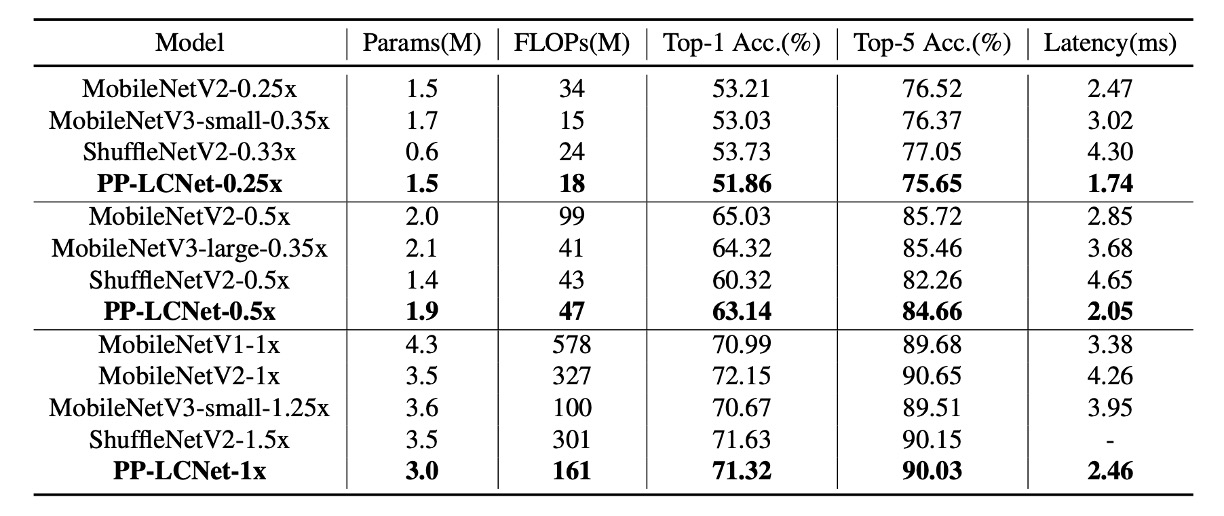 Model Params(M) FLOPs(M) Top-1 Acc.(%) Top-5 Acc.(%) Latency(ms)
MobileNetV2-0.25x 1.5 34 53.21 76.52 2.47
MobileNetV3-small-0.35x 1.7 15 53.03 76.37 3.02
ShuffleNetV2-0.33x 0.6 24 53.73 77.05 4.30
PP-LCNet-0.25x 1.5 18 51.86 75.65 1.74
MobileNetV2-0.5x 2.0 99 65.03 85.72 2.85
MobileNetV3-large-0.35x 2.1 41 64.32 85.46 3.68
ShuffleNetV2-0.5x 1.4 43 60.32 82.26 4.65
PP-LCNet-0.5x 1.9 47 63.14 84.66 2.05
MobileNetV1-1x 4.3 578 70.99 89.68 3.38
MobileNetV2-1x 3.5 327 72.15 90.65 4.26
MobileNetV3-small-1.25x 3.6 100 70.67 89.51 3.95
ShuffleNetV2-1.5x 3.5 301 71.63 90.15 -
PP-LCNet-1x 3.0 161 71.32 90.03 2.46